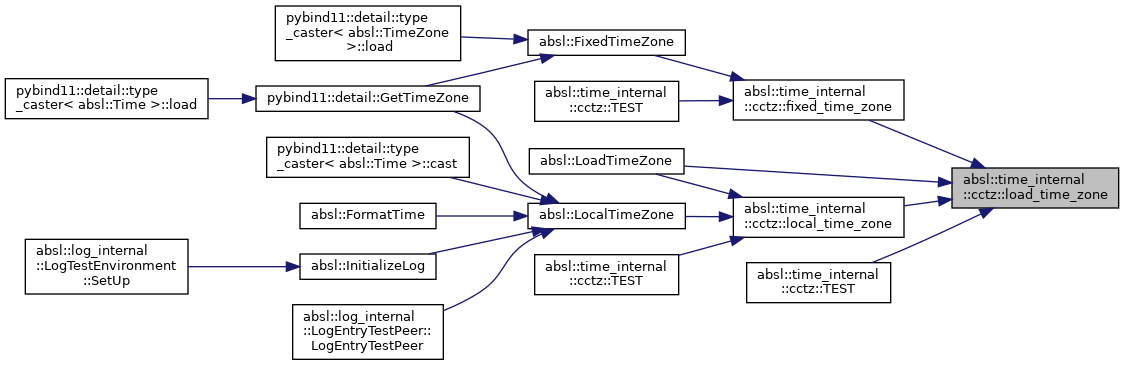 pybind11::detail::type
_caster< absl::TimeZone
>::load
absl::FixedTimeZone
pybind11::detail::type
_caster< absl::Time >::load
pybind11::detail::GetTimeZone
absl::time_internal
::cctz::TEST
absl::time_internal
::cctz::fixed_time_zone
pybind11::detail::type
_caster< absl::Time >::cast
absl::LoadTimeZone
absl::time_internal
::cctz::load_time_zone
absl::FormatTime
absl::LocalTimeZone
absl::time_internal
::cctz::local_time_zone
absl::log_internal
::LogTestEnvironment
::SetUp
absl::InitializeLog
absl::time_internal
::cctz::TEST
absl::time_internal
::cctz::TEST
absl::log_internal
::LogEntryTestPeer::
LogEntryTestPeer